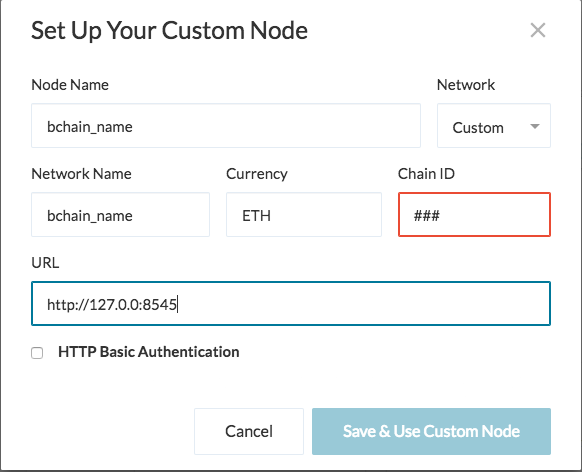 Set Up Your Custom Node
Node Name Network
bchain_name Custom
Network Name Currency Chain ID
bchain_name ETH ###
URL
http://127.0.0:8545
HTTP Basic Authentication
Cancel Save & Use Custom Node